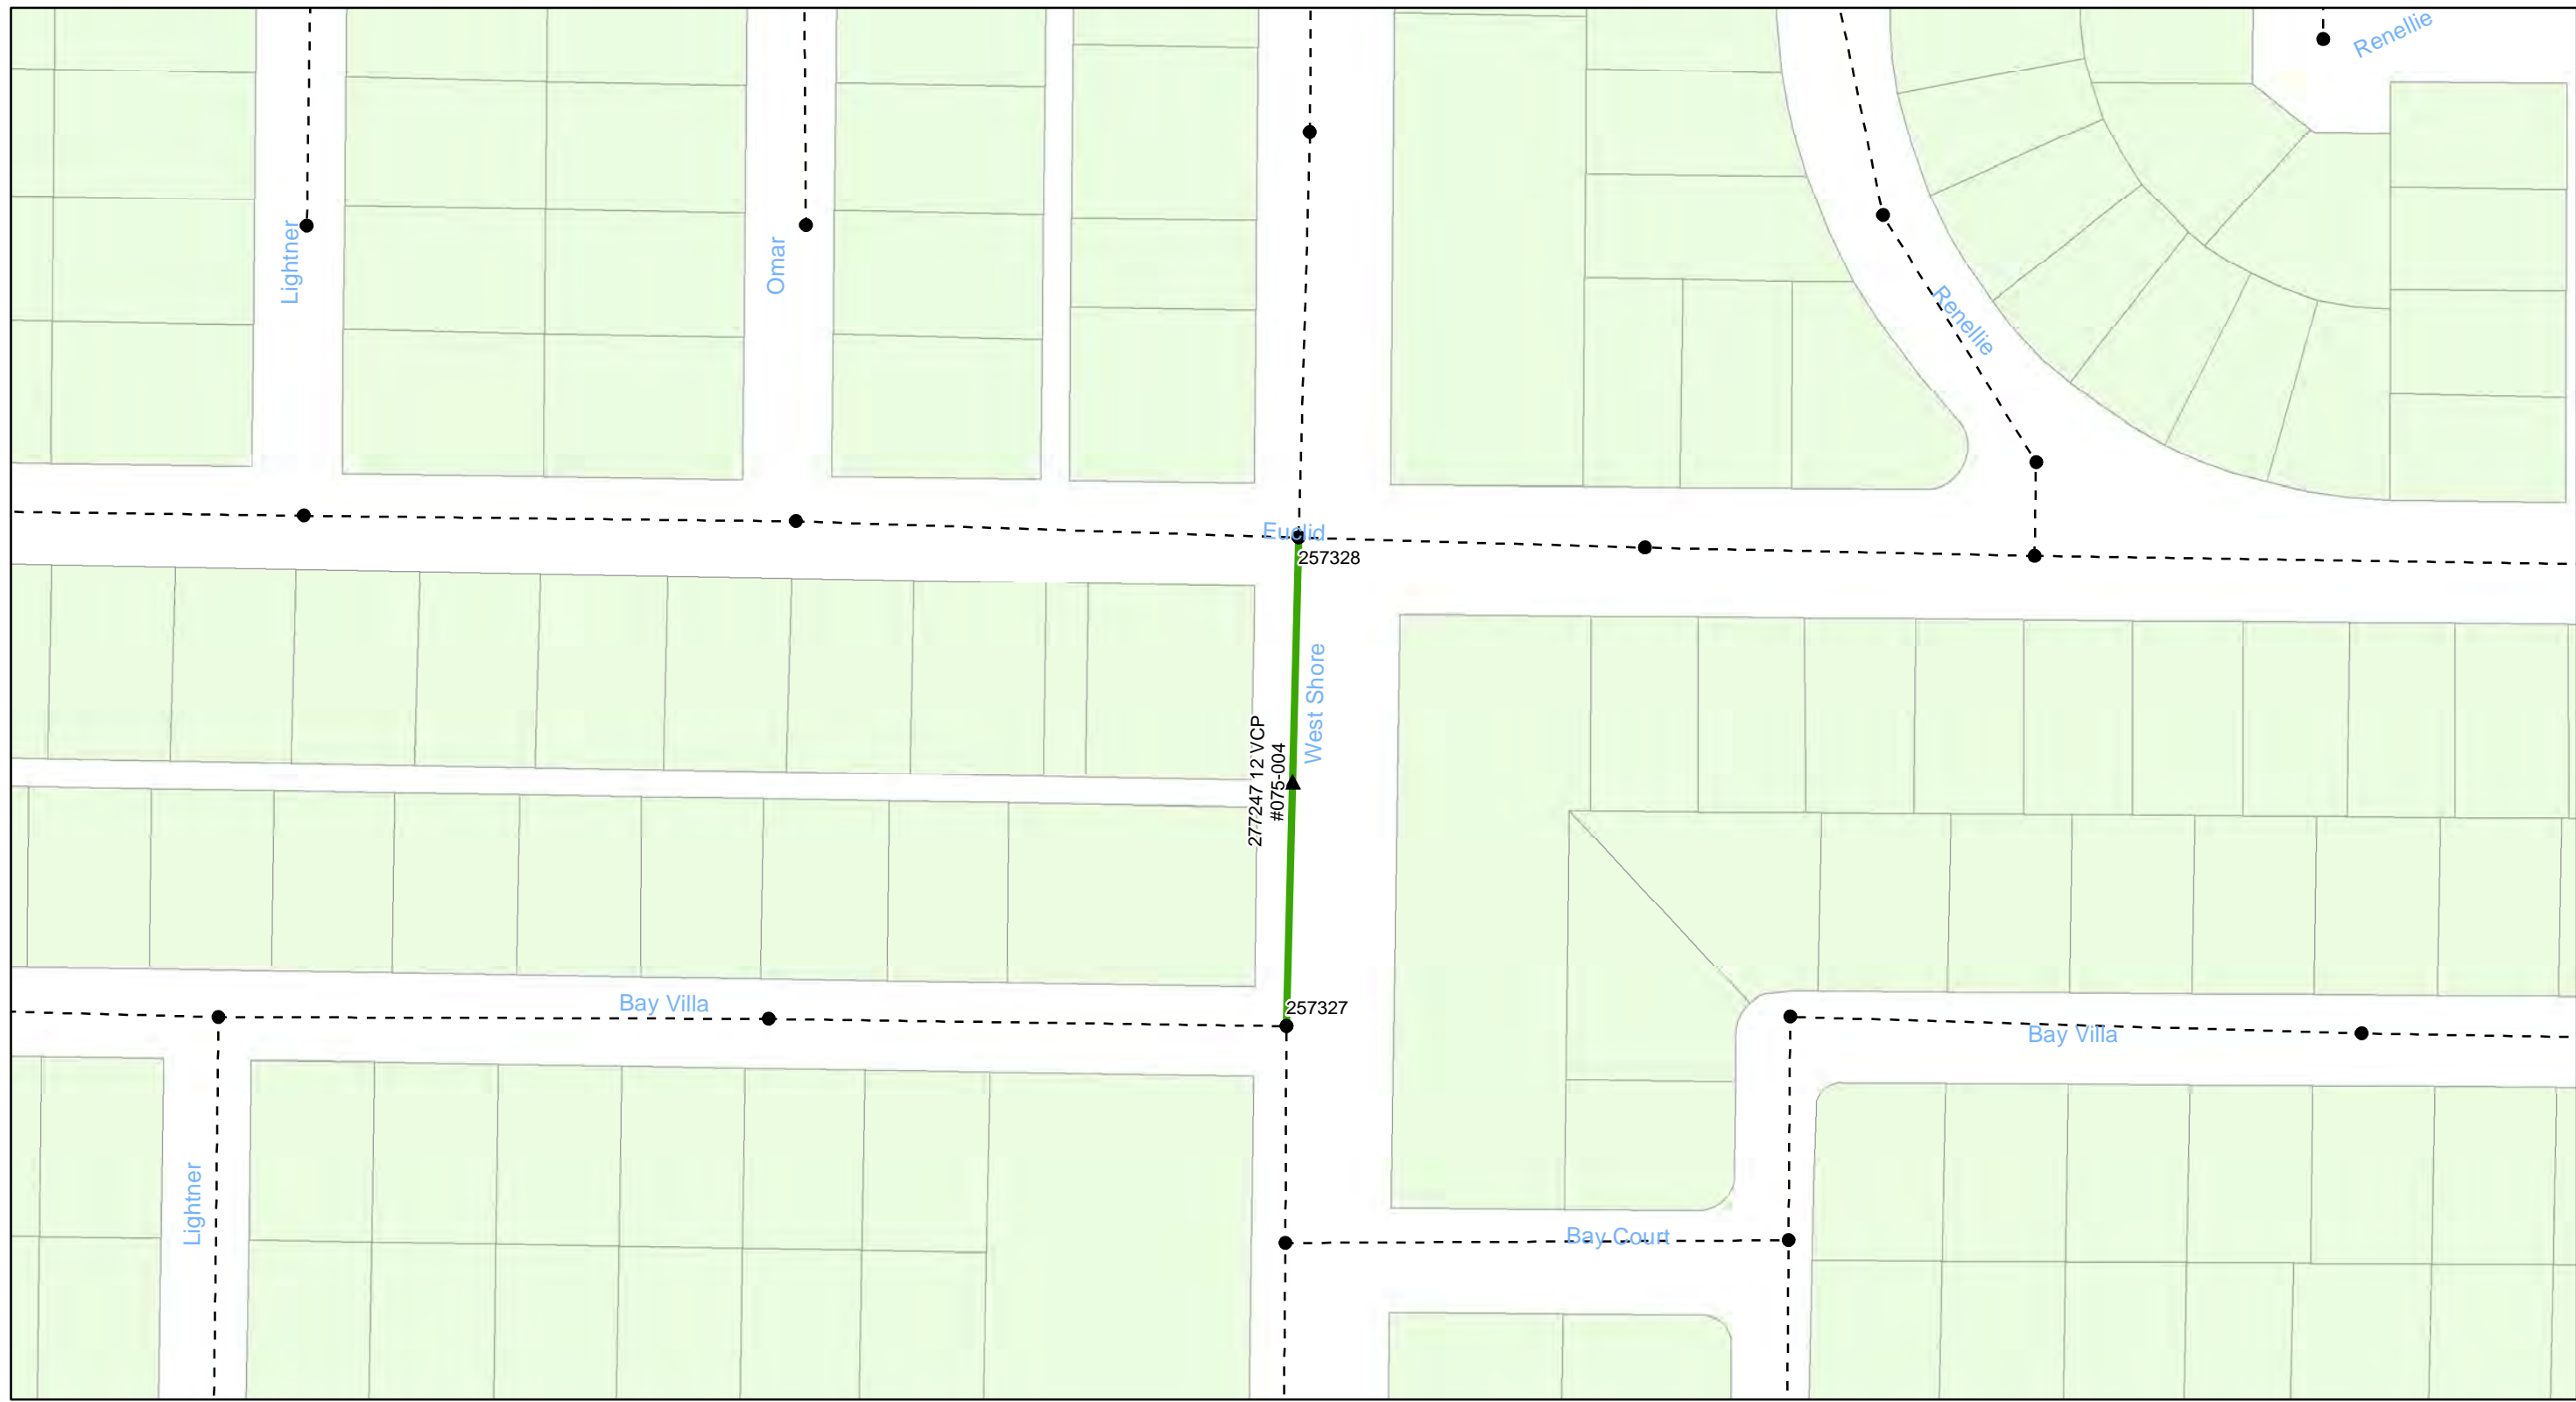 Renellie
Lightner
Omar
Renellie
Euclid
257328
West Shore
277247 12 VCP
#075-004
257327
Bay Villa
Bay Villa
Lightner
Bay Court